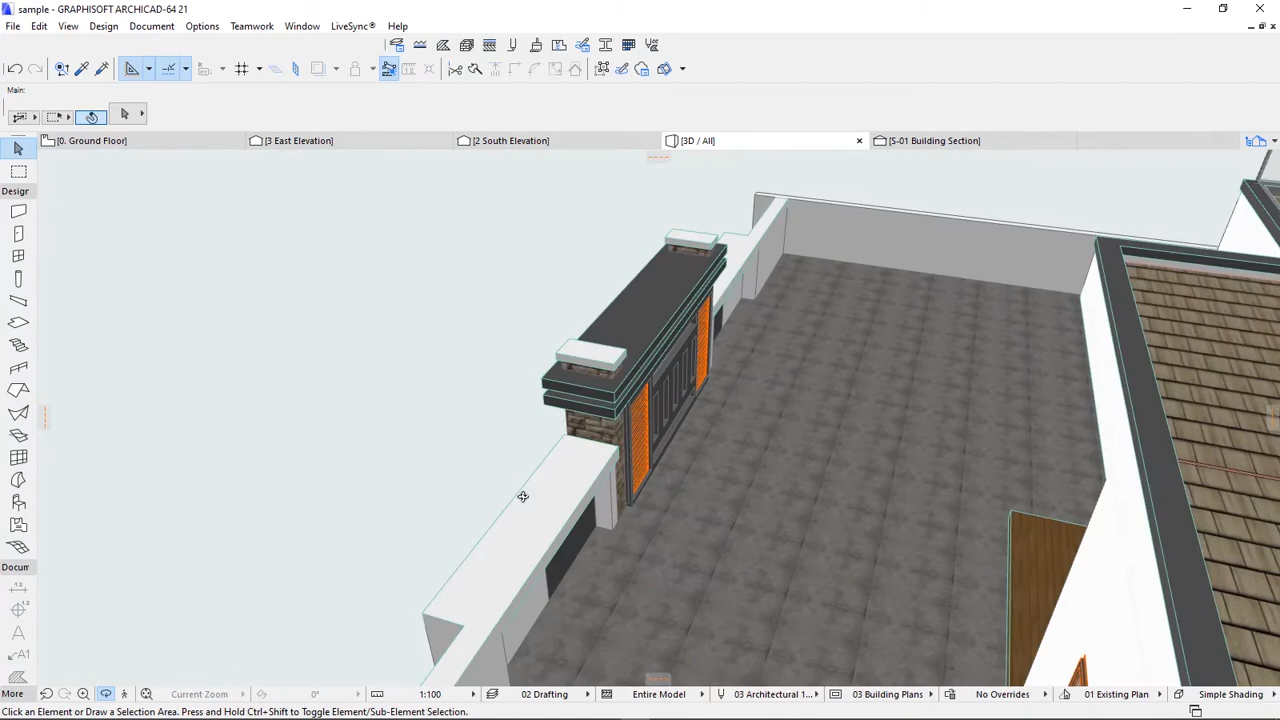 sample - GRAPHISOFT ARCHICAD-64 21
File Edit View Design Document Options Teamwork Window LiveSync® Help
Main:
[0. Ground Floor] [3 East Elevation] [2 South Elevation] [3D / All] [S-01 Building Section]
Design
Docum
More
Current Zoom 0° 1:100 02 Drafting Entire Model 03 Architectural 1... 03 Building Plans No Overrides 01 Existing Plan Simple Shading
Click an Element or Draw a Selection Area. Press and Hold Ctrl+Shift to Toggle Element/Sub-Element Selection.